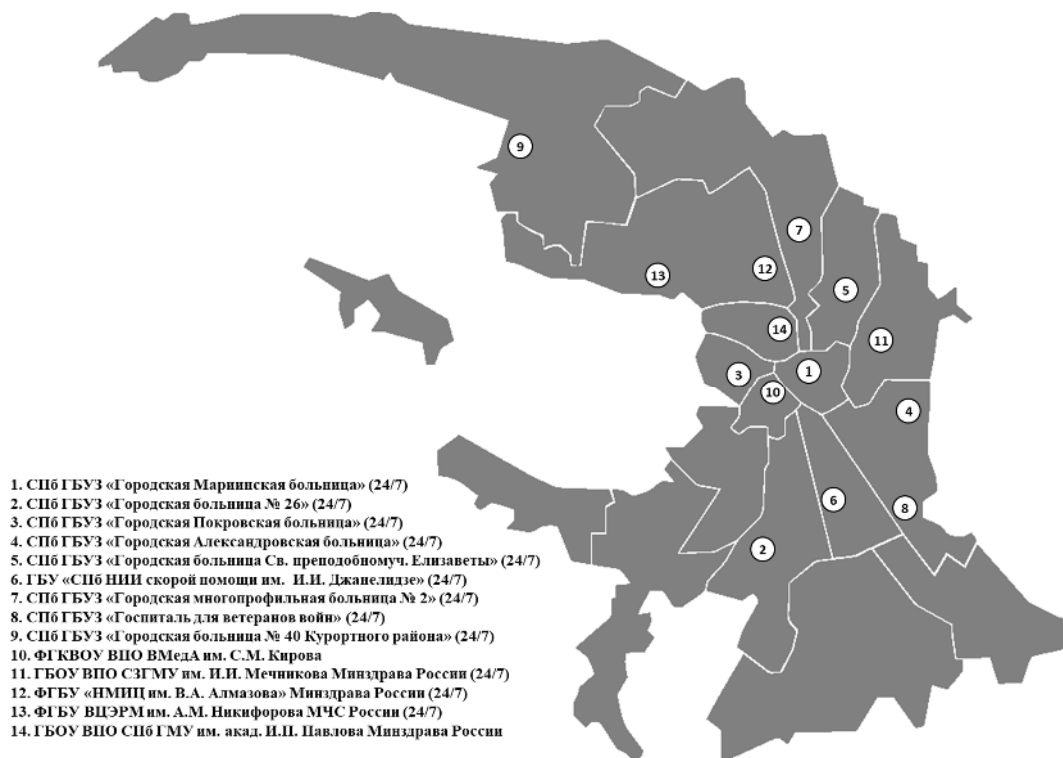 9
7
12
13
5
14
11
1
3
10
4
6
8
2
1. СПб ГБУЗ «Городская Мариинская больница» (24/7)
2. СПб ГБУЗ «Городская больница № 26» (24/7)
3. СПб ГБУЗ «Городская Покровская больница» (24/7)
4. СПб ГБУЗ «Городская Александровская больница» (24/7)
5. СПб ГБУЗ «Городская больница Св. преподобномуч. Елизаветы» (24/7)
6. ГБУ «СПб НИИ скорой помощи им. И.И. Джанелидзе» (24/7)
7. СПб ГБУЗ «Городская многопрофильная больница № 2» (24/7)
8. СПб ГБУЗ «Госпиталь для ветеранов войн» (24/7)
9. СПб ГБУЗ «Городская больница № 40 Курортного района» (24/7)
10. ФГКВОУ ВПО ВМедА им. С.М. Кирова
11. ГБОУ ВПО СЗГМУ им. И.И. Мечникова Минздрава России (24/7)
12. ФГБУ «НМИЦ им. В.А. Алмазова» Минздрава России (24/7)
13. ФГБУ ВЦЭРМ им. А.М. Никифорова МЧС России (24/7)
14. ГБОУ ВПО СПб ГМУ им. акад. И.П. Павлова Минздрава России